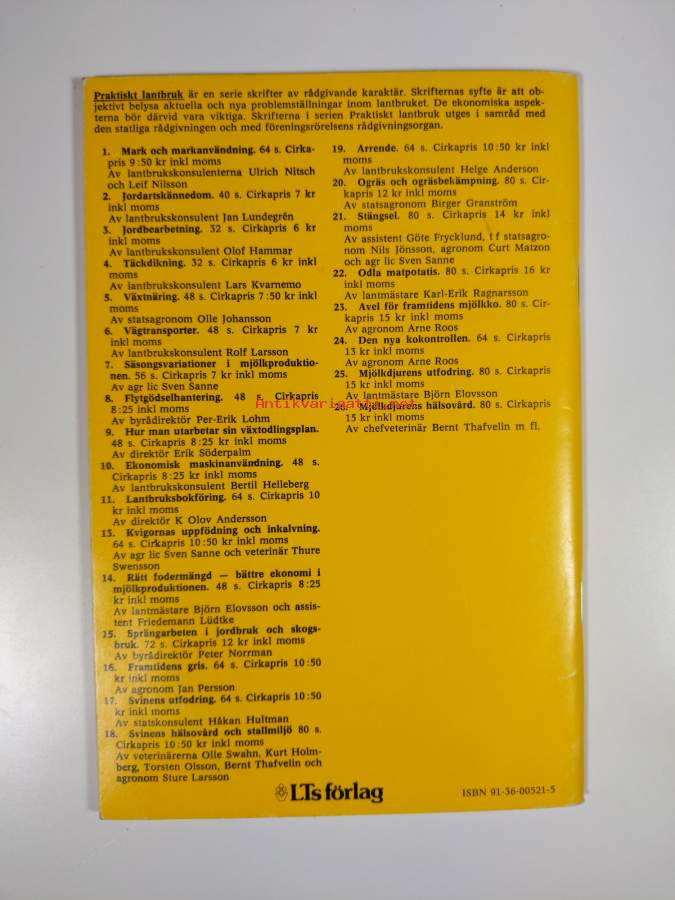 Praktiskt lantbruk är en serie skrifter av rådgivande karaktär. Skrifternas syfte är att ob-
jektivt belysa aktuella och nya problemställningar inom lantbruket. De ekonomiska aspek-
terna bör därvid vara viktiga. Skrifterna i serien Praktiskt lantbruk utges i samråd med
den statliga rådgivningen och med föreningsrörelsens rådgivningsorgan.
1. Mark och markanvändning. 64 s. Cirka-
pris 9:50 kr inkl moms
Av lantbrukskonsulenterna Ulrich Nitsch
och Leif Nilsson
2. Jordartskännedom. 40 s. Cirkapris 7 kr
inkl moms
Av lantbrukskonsulent Jan Lundegrén
3. Jordbearbetning. 32 s. Cirkapris 6 kr
inkl moms
Av lantbrukskonsulent Olof Hammar
4. Täckdikning. 32 s. Cirkapris 6 kr inkl
moms
Av lantbrukskonsulent Lars Kvarnemo
5. Växtnäring. 48 s. Cirkapris 7:50 kr inkl
moms
Av statsagronom Olle Johansson
6. Vägtransporter. 48 s. Cirkapris 7 kr
inkl moms
Av lantbrukskonsulent Rolf Larsson
7. Säsongsvariationer i mjölkproduktio-
nen. 56 s. Cirkapris 7 kr inkl moms
Av agr lic Sven Sanne
8. Flytgödselhantering. 48 s. Cirkapris
8:25 inkl moms
Av byrådirektör Per-Erik Lohm
9. Hur man utarbetar sin växtodlingsplan.
48 s. Cirkapris 8:25 kr inkl moms
Av direktör Erik Söderpalm
10. Ekonomisk maskinanvändning. 48 s.
Cirkapris 8:25 kr inkl moms
Av lantbrukskonsulent Bertil Helleberg
11. Lantbruksbokföring. 64 s. Cirkapris 10
kr inkl moms
Av direktör K Olov Andersson
13. Kvigornas uppfödning och inkalvning.
64 s. Cirkapris 10:50 kr inkl moms
Av agr lic Sven Sanne och veterinär Thure
Swensson
14. Rätt fodermängd — bättre ekonomi i
mjölkproduktionen. 48 s. Cirkapris 8:25
kr inkl moms
Av lantmästare Björn Elovsson och assis-
tent Friedemann Lüdtke
15. Sprängarbeten i jordbruk och skogs-
bruk. 72 s. Cirkapris 12 kr inkl moms
Av byrådirektör Peter Norrman
16. Framtidens gris. 64 s. Cirkapris 10:50
kr inkl moms
Av agronom Jan Persson
17. Svinens utfodring. 64 s. Cirkapris 10:50
kr inkl moms
Av statskonsulent Håkan Hultman
18. Svinens hälsovård och stallmiljö 80 s.
Cirkapris 10:50 kr inkl moms
Av veterinärerna Olle Swahn, Kurt Holm-
berg, Torsten Olsson, Bernt Thafvelin och
agronom Sture Larsson
19. Arrende. 64 s. Cirkapris 10:50 kr inkl
moms
Av lantbrukskonsulent Helge Anderson
20. Ogräs och ogräsbekämpning. 80 s. Cir-
kapris 12 kr inkl moms
Av statsagronom Birger Granström
21. Stängsel. 80 s. Cirkapris 14 kr inkl
moms
Av assistent Göte Frycklund, t f statsagro-
nom Nils Jönsson, agronom Curt Matzon
och agr lic Sven Sanne
22. Odla matpotatis. 80 s. Cirkapris 16 kr
inkl moms
Av lantmästare Karl-Erik Ragnarsson
23. Avel för framtidens mjölkko. 80 s. Cir-
kapris 15 kr inkl moms
Av agronom Arne Roos
24. Den nya kokontrollen. 64 s. Cirkapris
13 kr inkl moms
Av agronom Arne Roos
25. Mjölkdjurens utfodring. 80 s. Cirkapris
15 kr inkl moms
Av lantmästare Björn Elovsson
26. Mjölkdjurens hälsovård. 80 s. Cirkapris
15 kr inkl moms
Av chefveterinär Bernt Thafvelin m fl.
Antikvariaatti.net
LTs förlag
ISBN 91-36-00521-5